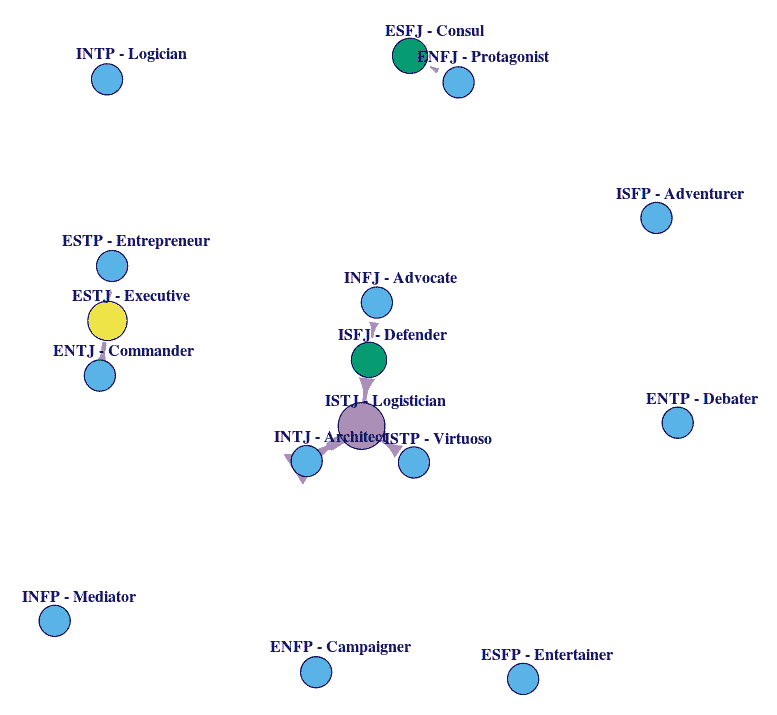 ESFJ - Consul
INTP - Logician
ENFJ - Protagonist
ISFP - Adventurer
ESTP - Entrepreneur
INFJ - Advocate
ESTJ - Executive
ISFJ - Defender
ENTJ - Commander
ENTP - Debater
ISTJ - Logistician
INTJ - Architect
ISTP - Virtuoso
INFP - Mediator
ENFP - Campaigner
ESFP - Entertainer